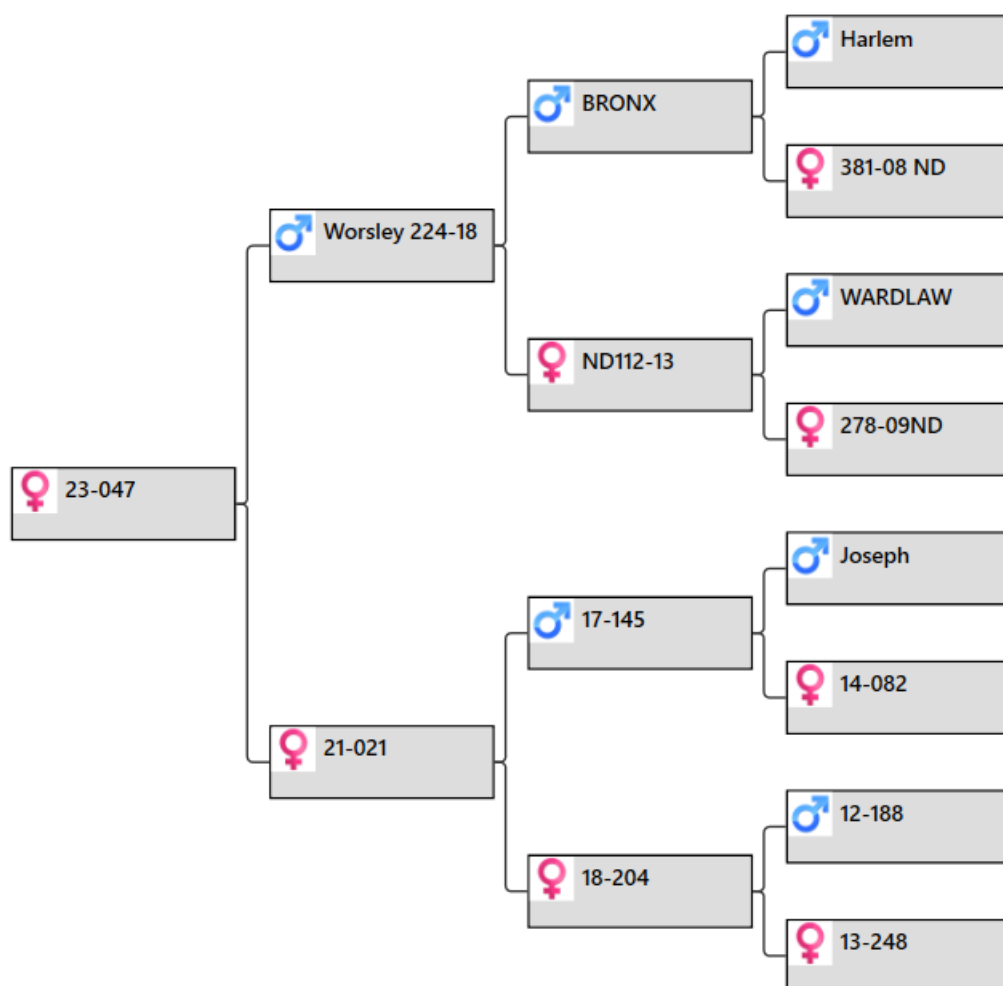 Harlem
BRONX
381-08 ND
Worsley 224-18
WARDLAW
ND112-13
278-09ND
23-047
Joseph
17-145
14-082
21-021
12-188
18-204
13-248